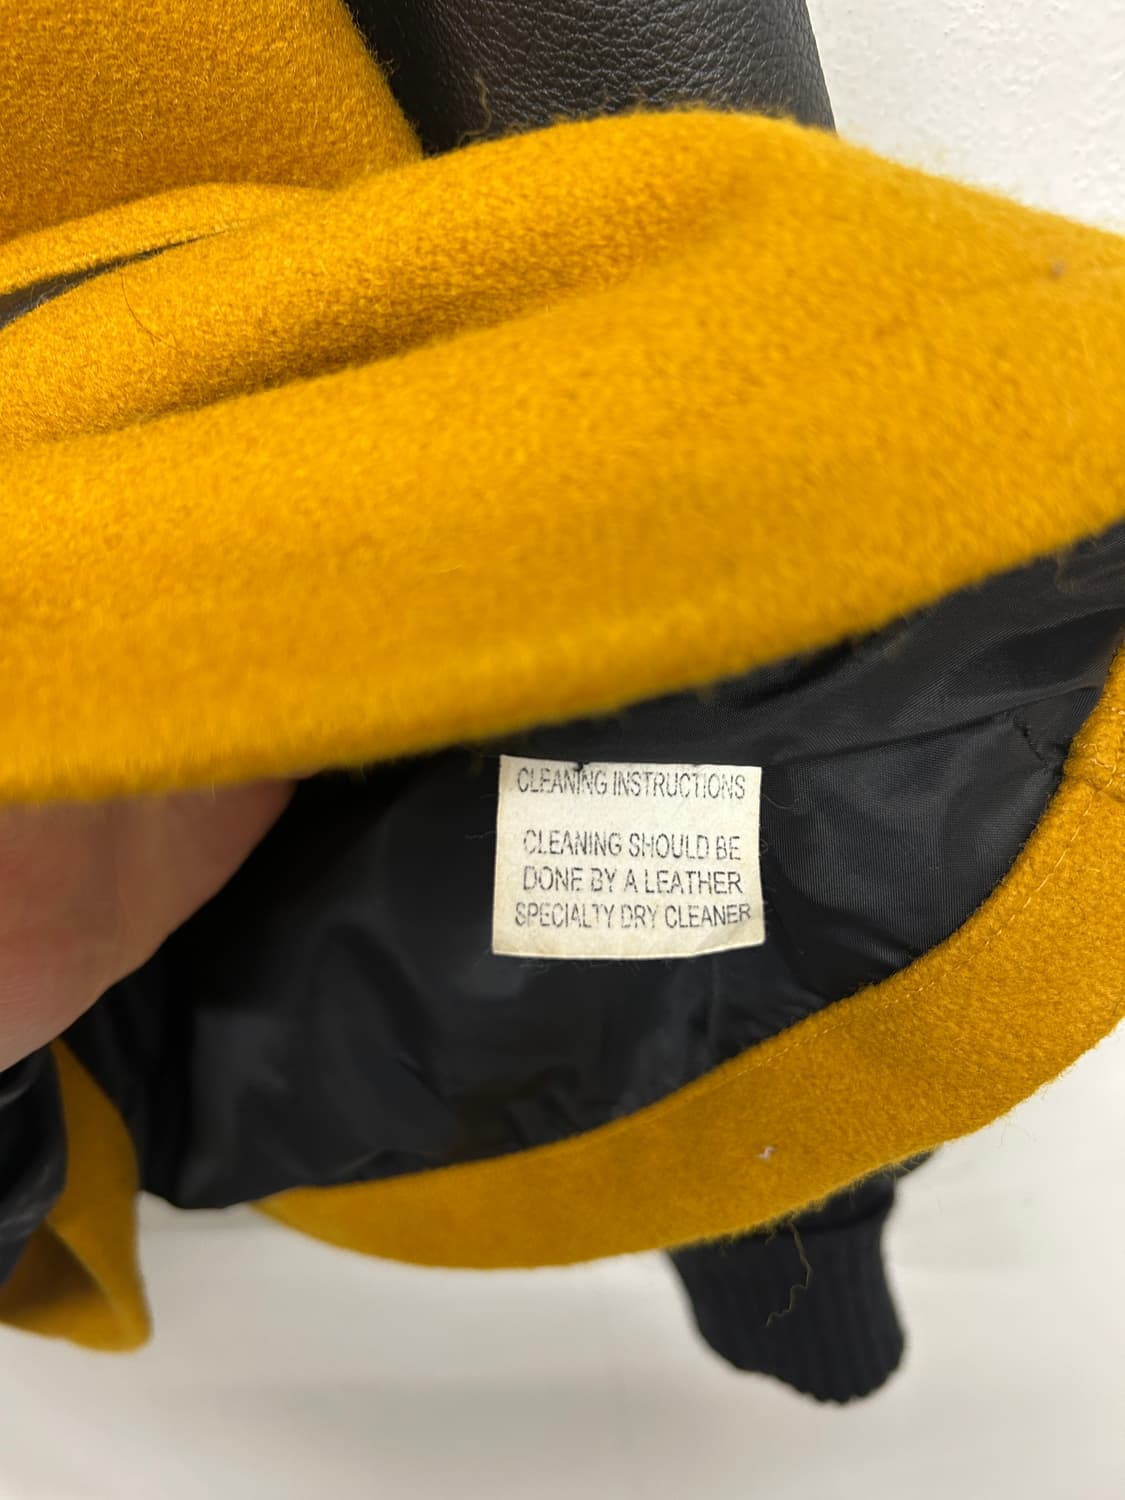 CLEANING INSTRUCTIONS
CLEANING SHOULD BE
DONE BY A LEATHER
SPECIALTY DRY CLEANER